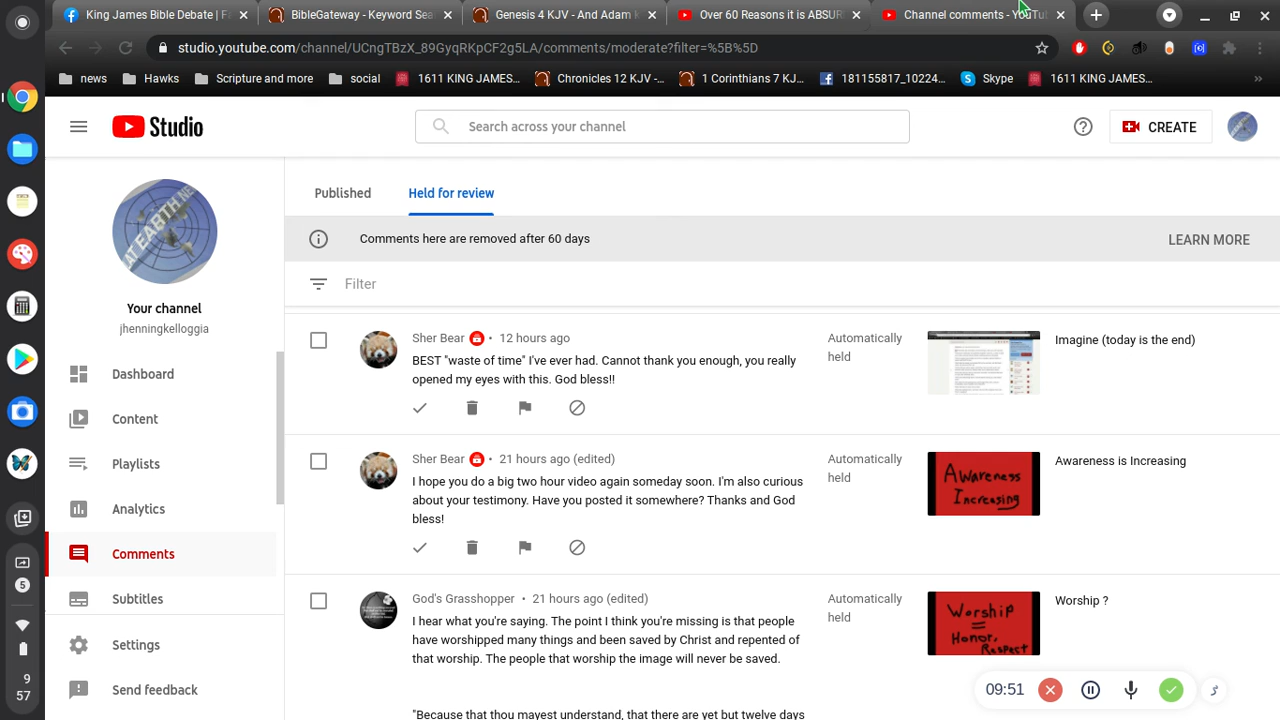 King James Bible Debate | Fa
BibleGateway - Keyword Sea
Genesis 4 KJV - And Adam k
Over 60 Reasons it is ABSUR
Channel comments - YouTu
studio.youtube.com/channel/UCngTBzX_89GyqRKpCF2g5LA/comments/moderate?filter=%5B%5D
news
Hawks
Scripture and more
social
1611 KING JAMES...
Chronicles 12 KJV -...
1 Corinthians 7 KJ...
181155817_10224...
Skype
1611 KING JAMES...
Studio
Search across your channel
CREATE
LAT EARTH.NE
Your channel
jhenningkelloggia
Dashboard
Content
Playlists
Analytics
Comments
Subtitles
Settings
Send feedback
Published
Held for review
Comments here are removed after 60 days
LEARN MORE
Filter
Sher Bear • 12 hours ago
BEST "waste of time" I've ever had. Cannot thank you enough, you really
opened my eyes with this. God bless!!
Automatically
held
Imagine (today is the end)
Sher Bear • 21 hours ago (edited)
I hope you do a big two hour video again someday soon. I'm also curious
about your testimony. Have you posted it somewhere? Thanks and God
bless!
Automatically
held
Awareness
Increasing
Awareness is Increasing
God's Grasshopper • 21 hours ago (edited)
I hear what you're saying. The point I think you're missing is that people
have worshipped many things and been saved by Christ and repented of
that worship. The people that worship the image will never be saved.
"Because that thou mayest understand, that there are yet but twelve days
Automatically
held
Worship
=
Honor,
Respect
Worship ?
09:51
5
9
57